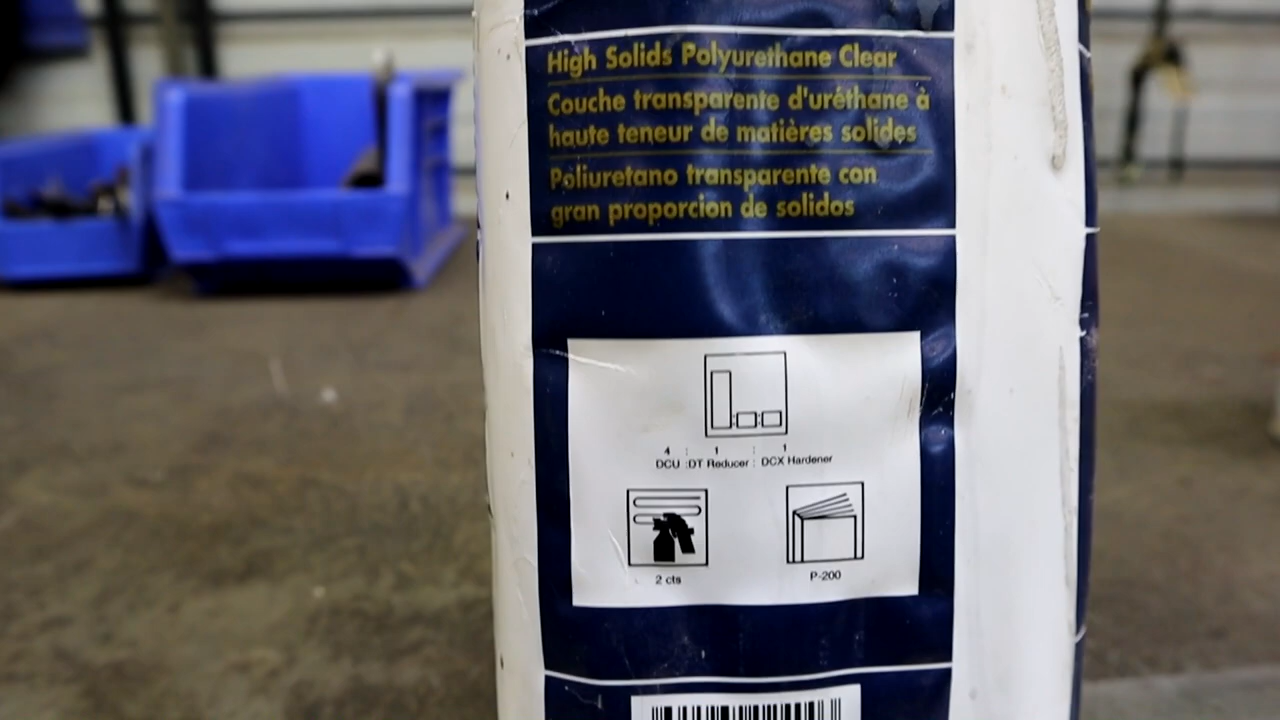 High Solids Polyurethane Clear
Couche transparente d'uréthane à
haute teneur de matières solides
Poliuretano transparente con
gran proporcion de solidos
4 : 1 : 1
DCU :DT Reducer : DCX Hardener
2 cts
P-200